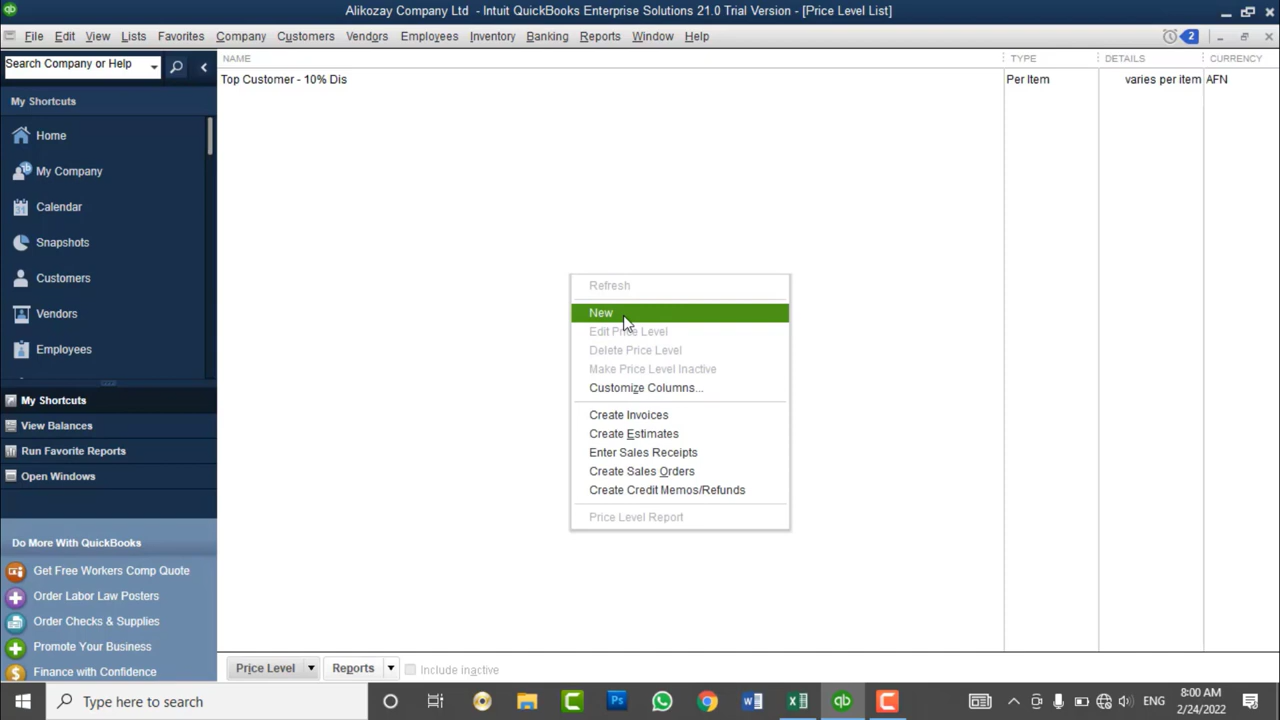 Alikozay Company Ltd - Intuit QuickBooks Enterprise Solutions 21.0 Trial Version - [Price Level List]
File Edit View Lists Favorites Company Customers Vendors Employees Inventory Banking Reports Window Help 2
Search Company or Help
NAME TYPE DETAILS CURRENCY
Top Customer - 10% Dis Per Item varies per item AFN
My Shortcuts
Home
My Company
Calendar
Snapshots
Customers
Vendors
Employees
My Shortcuts
View Balances
Run Favorite Reports
Open Windows
Do More With QuickBooks
Get Free Workers Comp Quote
Order Labor Law Posters
Order Checks & Supplies
Promote Your Business
Finance with Confidence
Refresh
New
Edit Price Level
Delete Price Level
Make Price Level Inactive
Customize Columns...
Create Invoices
Create Estimates
Enter Sales Receipts
Create Sales Orders
Create Credit Memos/Refunds
Price Level Report
Price Level Reports Include inactive
Type here to search
ENG
8:00 AM
2/24/2022